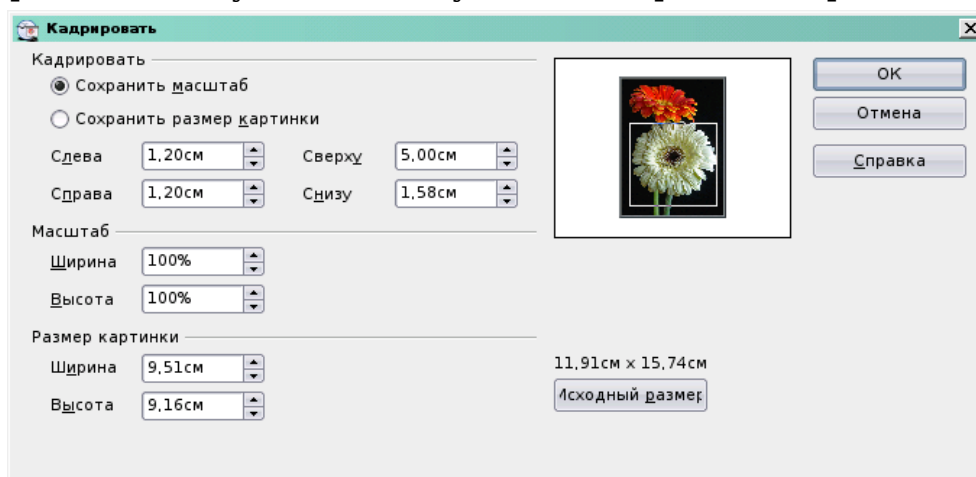 Кадрировать
Кадрировать
Сохранить масштаб
Сохранить размер картинки
Слева 1,20см Сверху 5,00см
Справа 1,20см Снизу 1,58см
Масштаб
Ширина 100%
Высота 100%
Размер картинки
Ширина 9,51см
Высота 9,16см
11,91см x 15,74см
Исходный размер
OK
Отмена
Справка